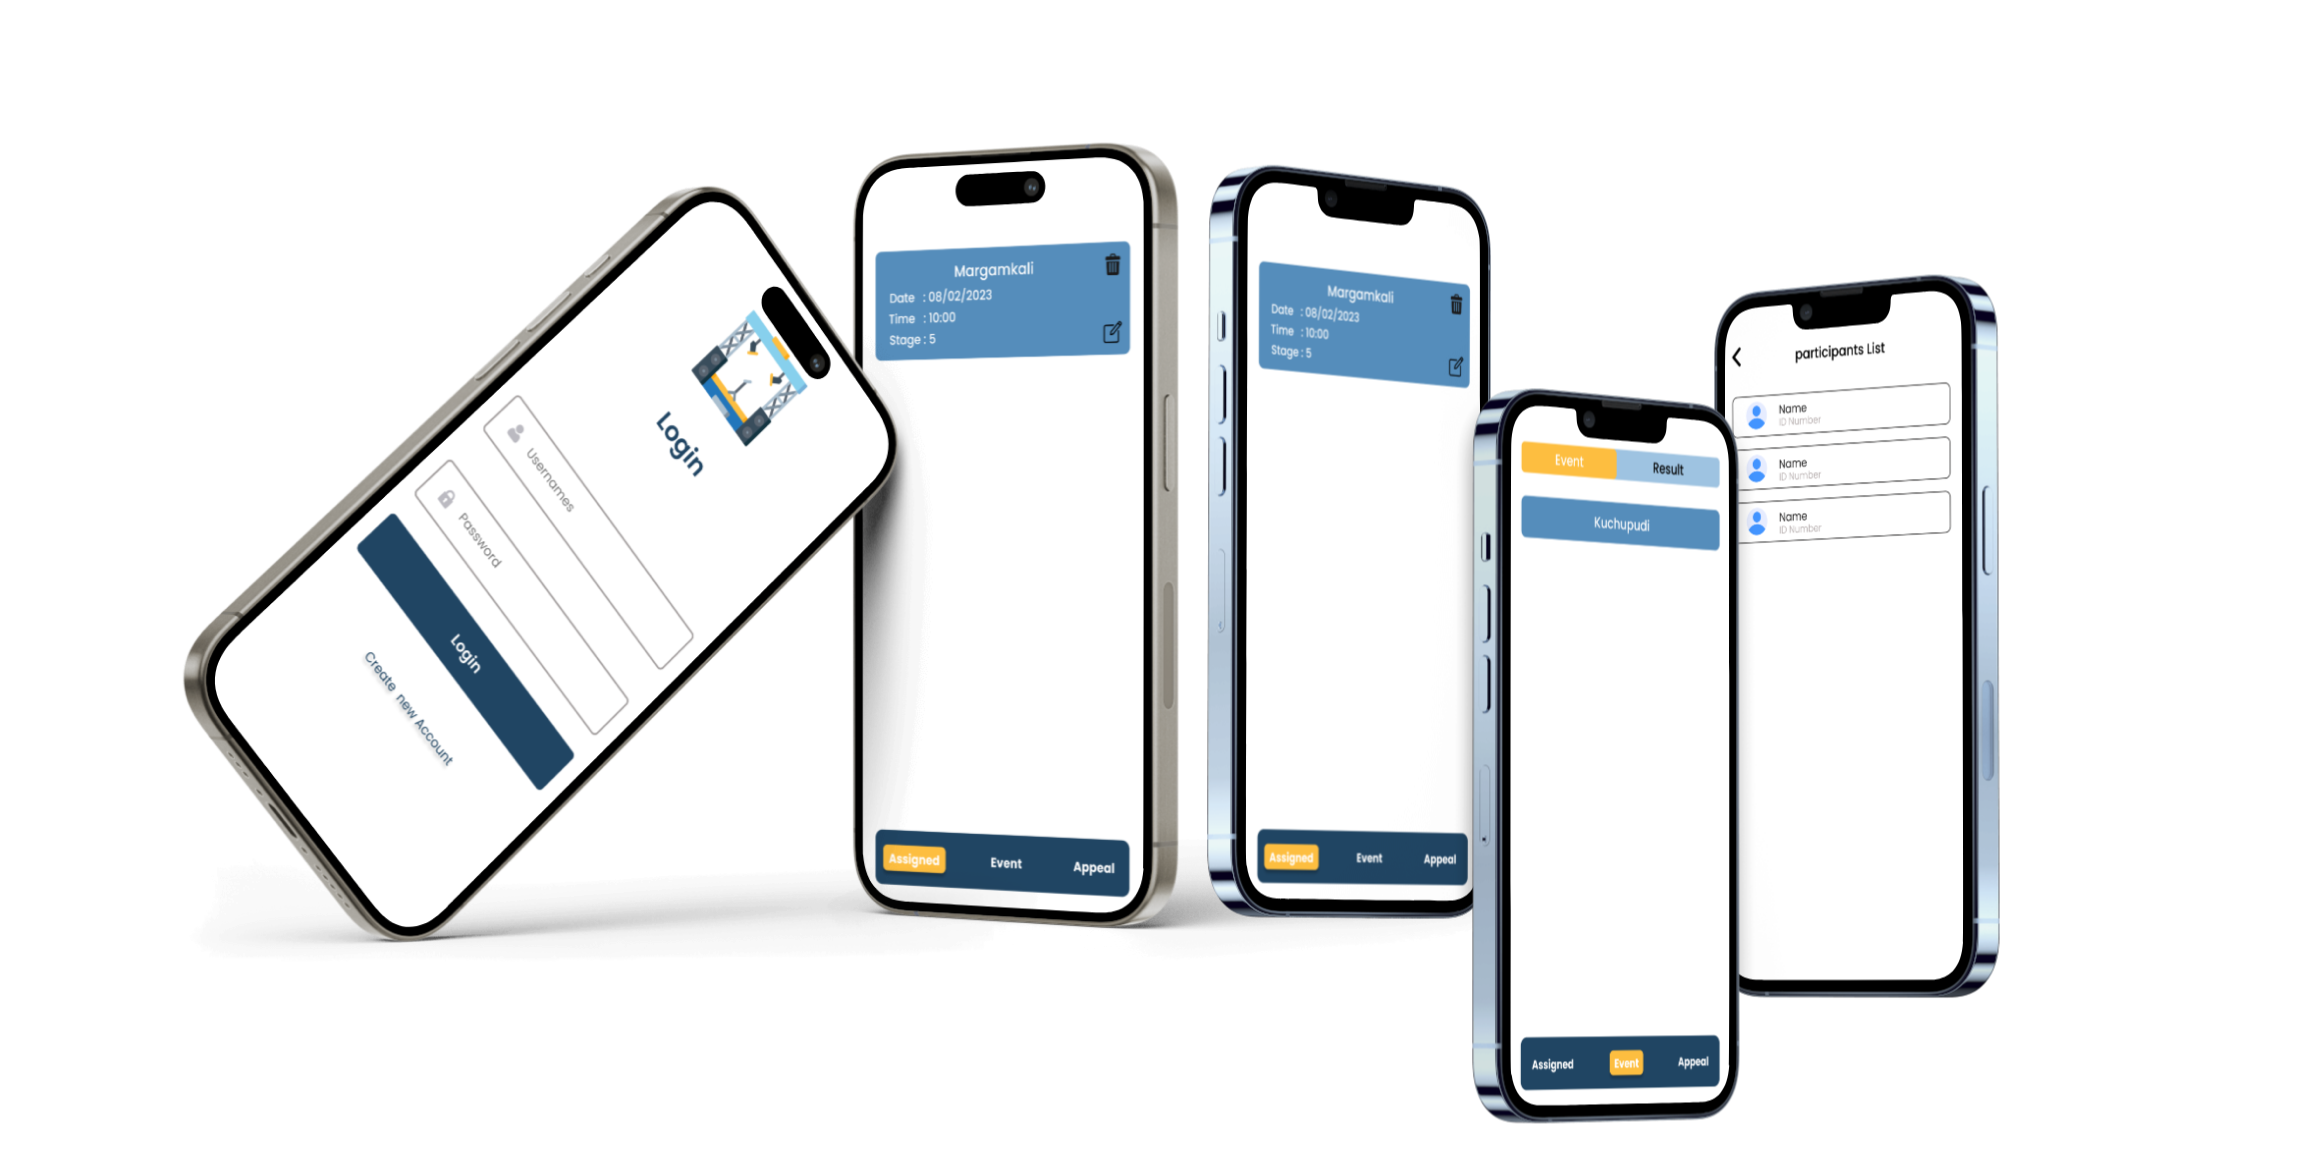 Login
Usernames
Password
Login
Create new Account
Margamkali
Date : 08/02/2023
Time : 10:00
Stage : 5
Assigned Event Appeal
Margamkali
Date : 08/02/2023
Time : 10:00
Stage : 5
Assigned Event Appeal
Event Result
Kuchupudi
Assigned Event Appeal
participants List
Name
ID Number
Name
ID Number
Name
ID Number